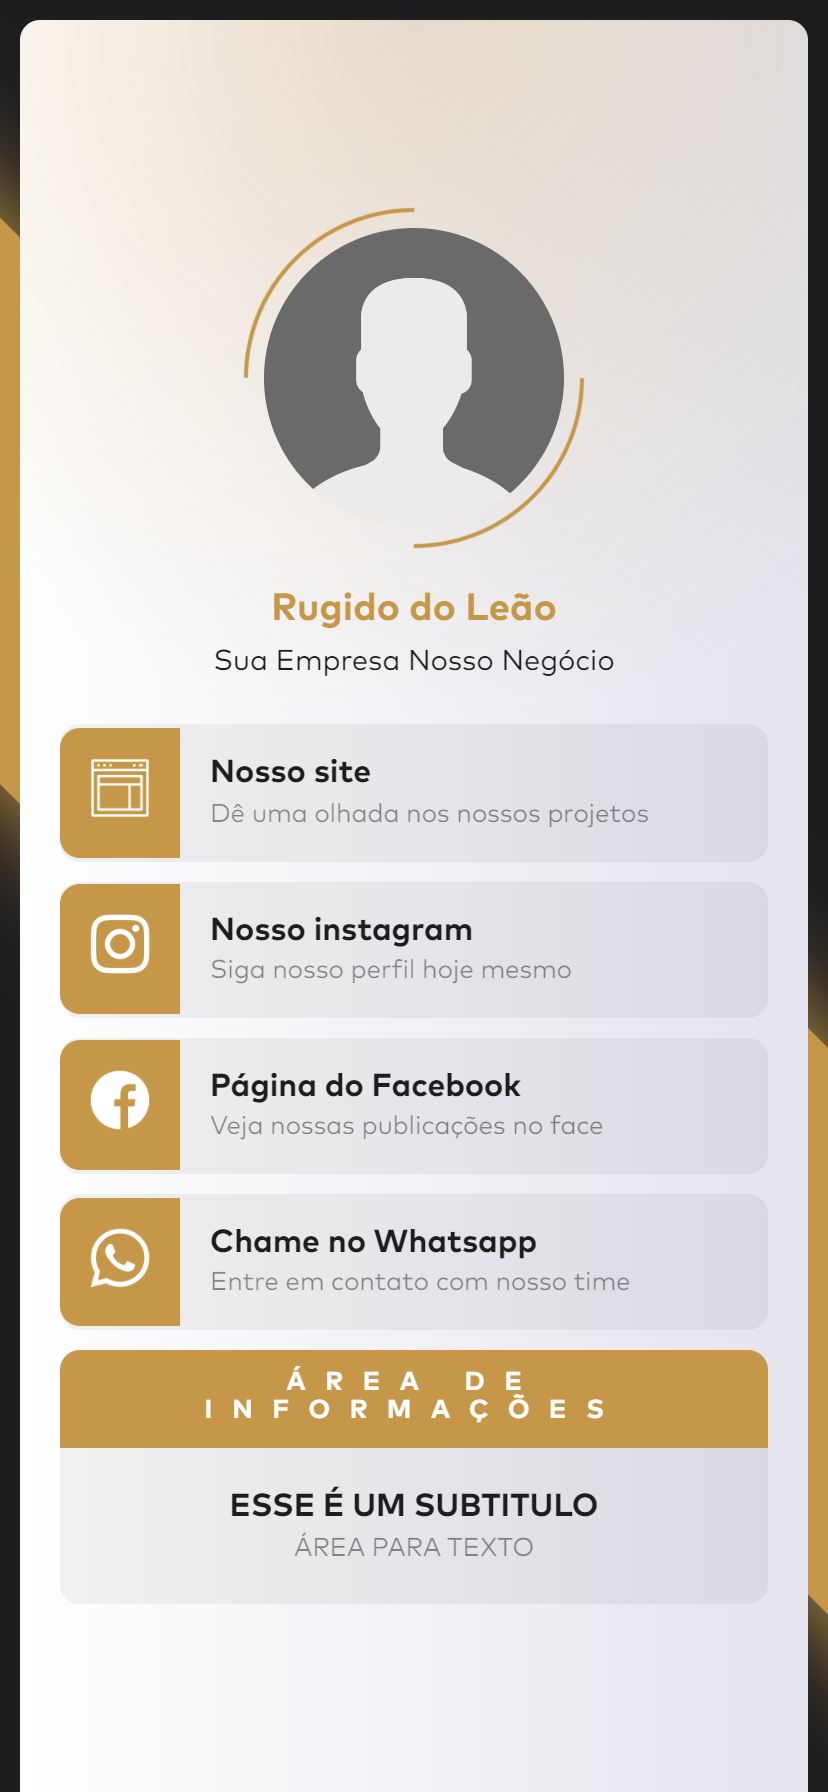 Rugido do Leão
Sua Empresa Nosso Negócio
Nosso site
Dê uma olhada nos nossos projetos
Nosso instagram
Siga nosso perfil hoje mesmo
Página do Facebook
Veja nossas publicações no face
Chame no Whatsapp
Entre em contato com nosso time
ÁREA DE
INFORMAÇÕES
ESSE É UM SUBTITULO
ÁREA PARA TEXTO